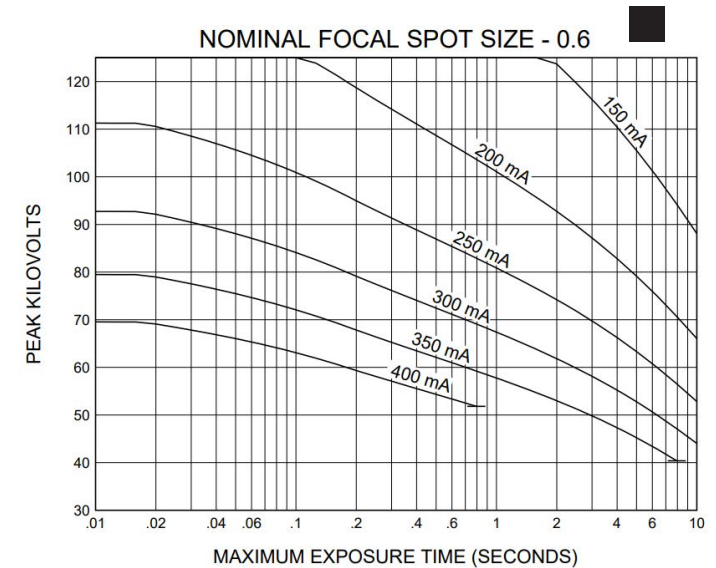 NOMINAL FOCAL SPOT SIZE - 0.6
PEAK KILOVOLTS
120
110
100
90
80
70
60
50
40
30
150 mA
200 mA
250 mA
300 mA
350 mA
400 mA
.01 .02 .04 .06 .1 .2 .4 .6 1 2 4 6 10
MAXIMUM EXPOSURE TIME (SECONDS)